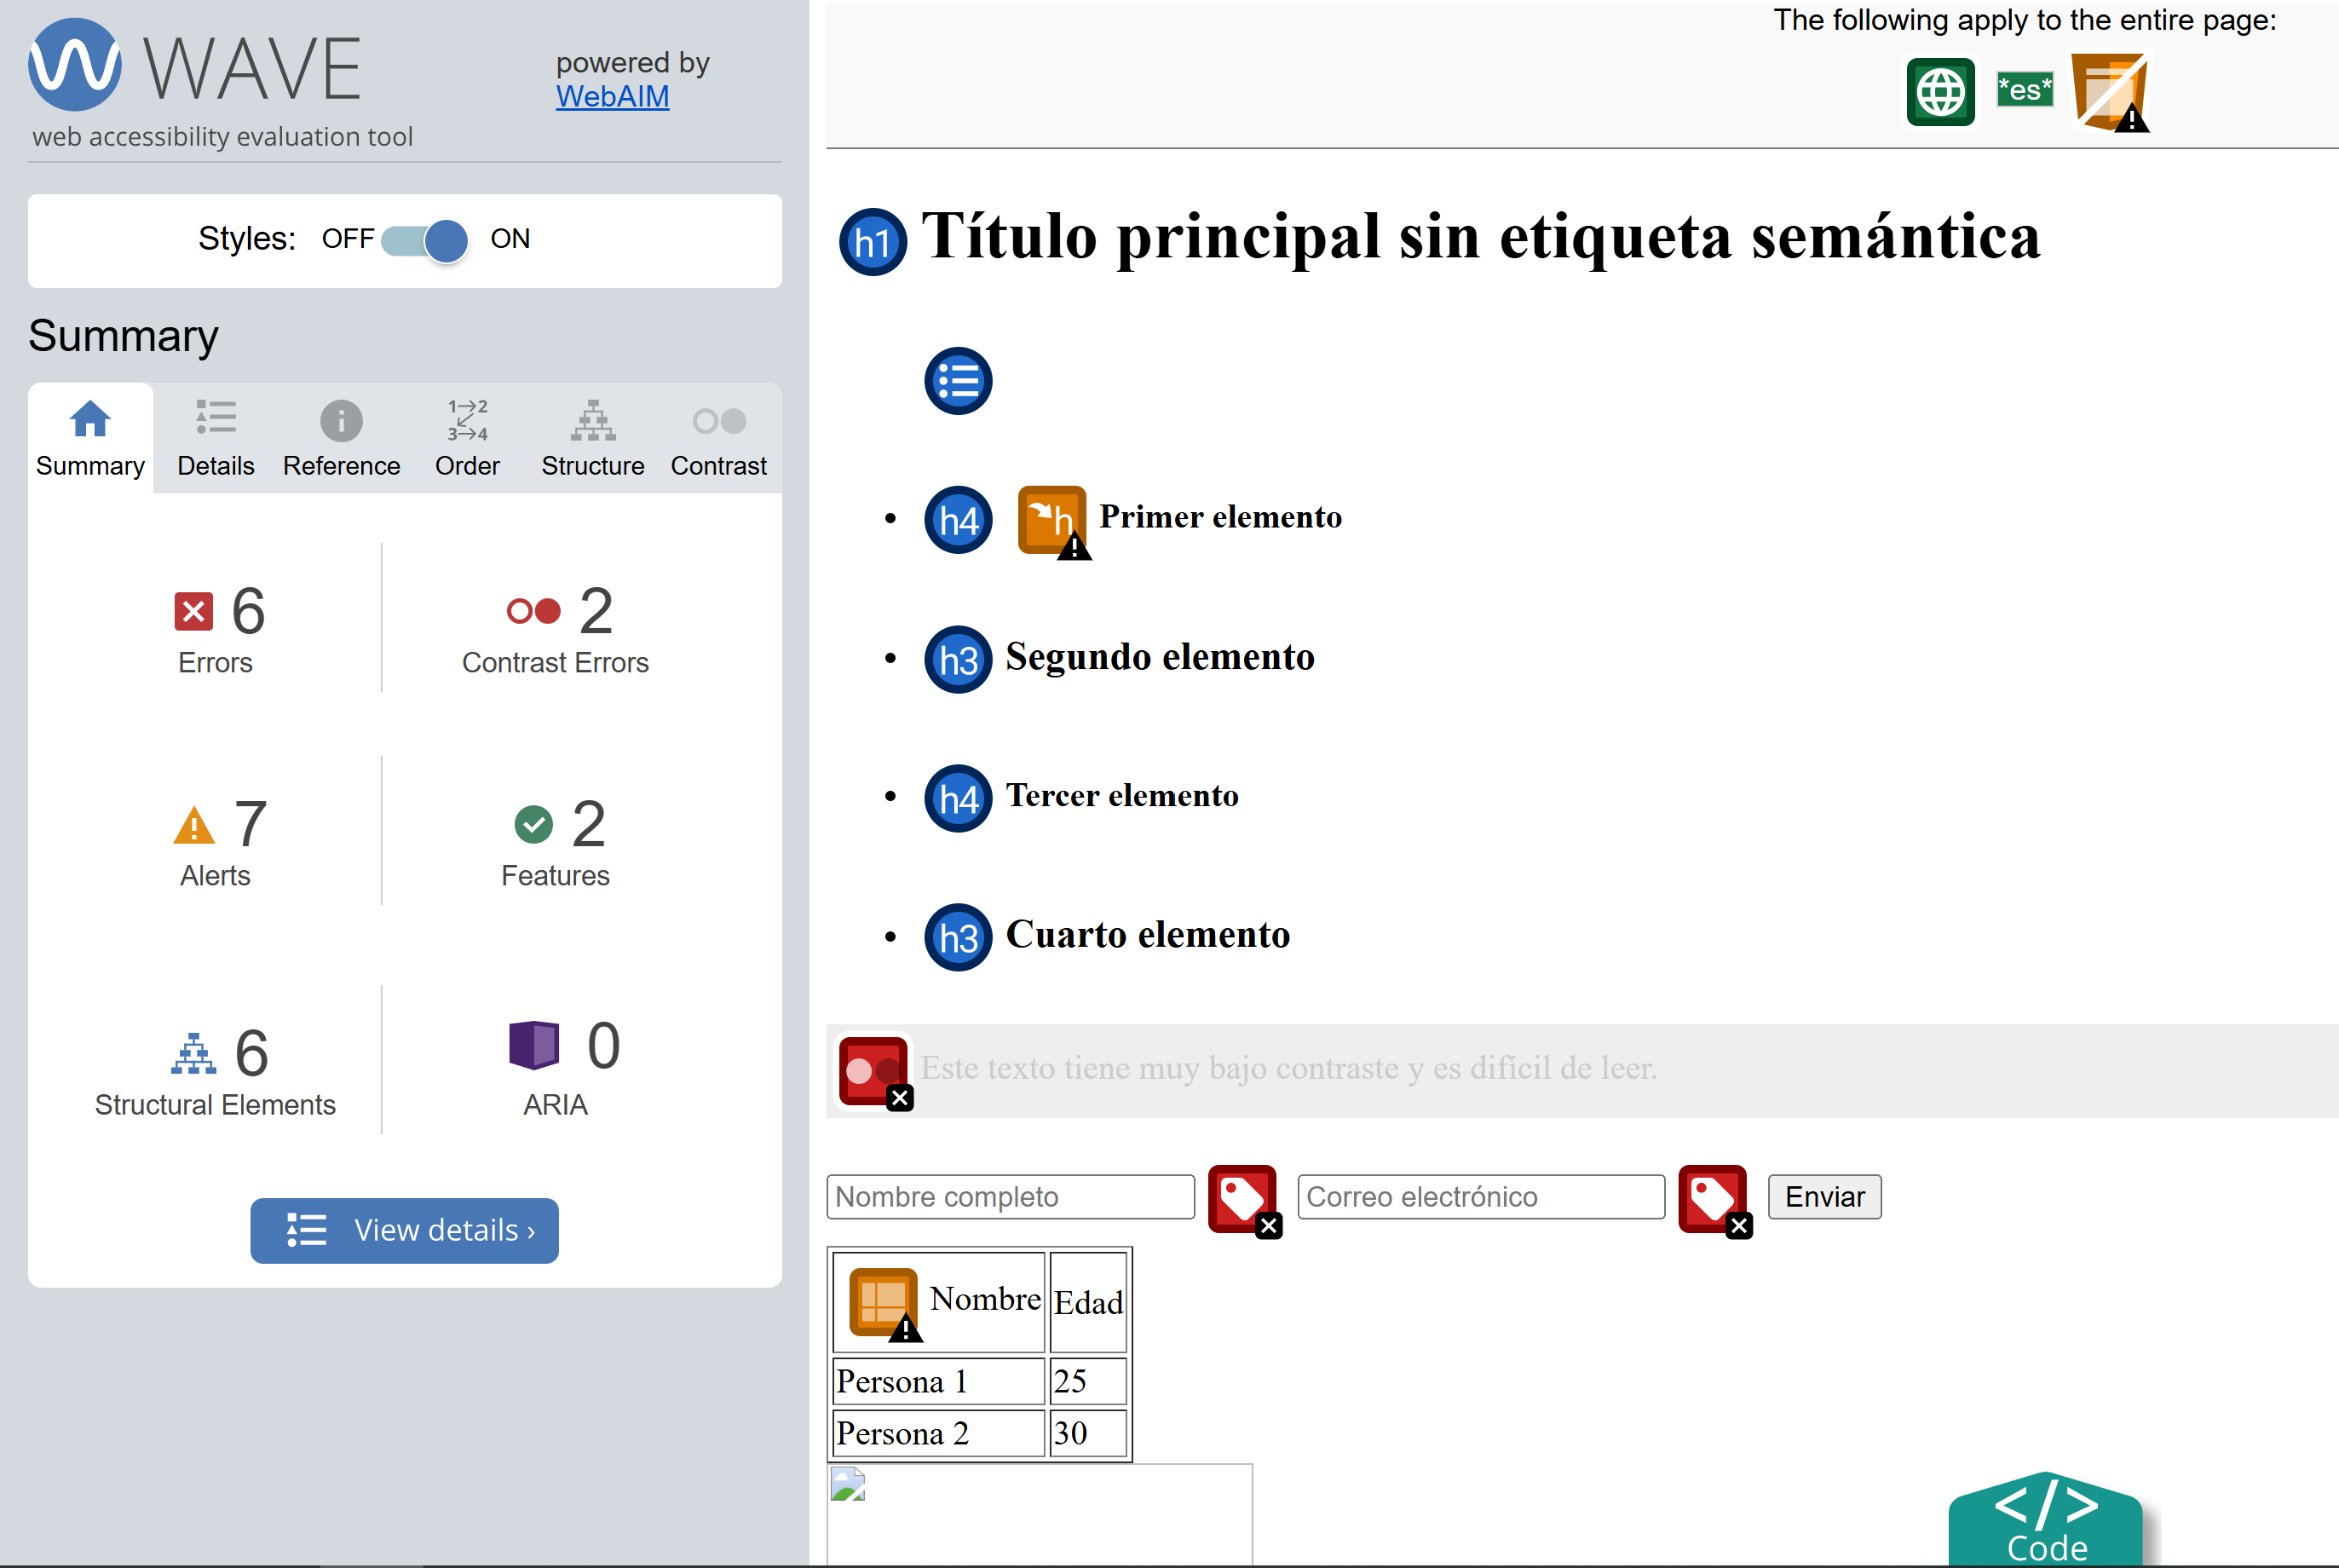 WAVE
powered by
WebAIM
web accessibility evaluation tool
Styles: OFF ON
Summary
Summary Details Reference Order Structure Contrast
6 Errors
2 Contrast Errors
7 Alerts
2 Features
6 Structural Elements
0 ARIA
View details ›
The following apply to the entire page:
*es*
h1 Título principal sin etiqueta semántica
• h4 h Primer elemento
• h3 Segundo elemento
• h4 Tercer elemento
• h3 Cuarto elemento
Este texto tiene muy bajo contraste y es difícil de leer.
Nombre completo Correo electrónico Enviar
Nombre Edad
Persona 1 25
Persona 2 30
</>
Code